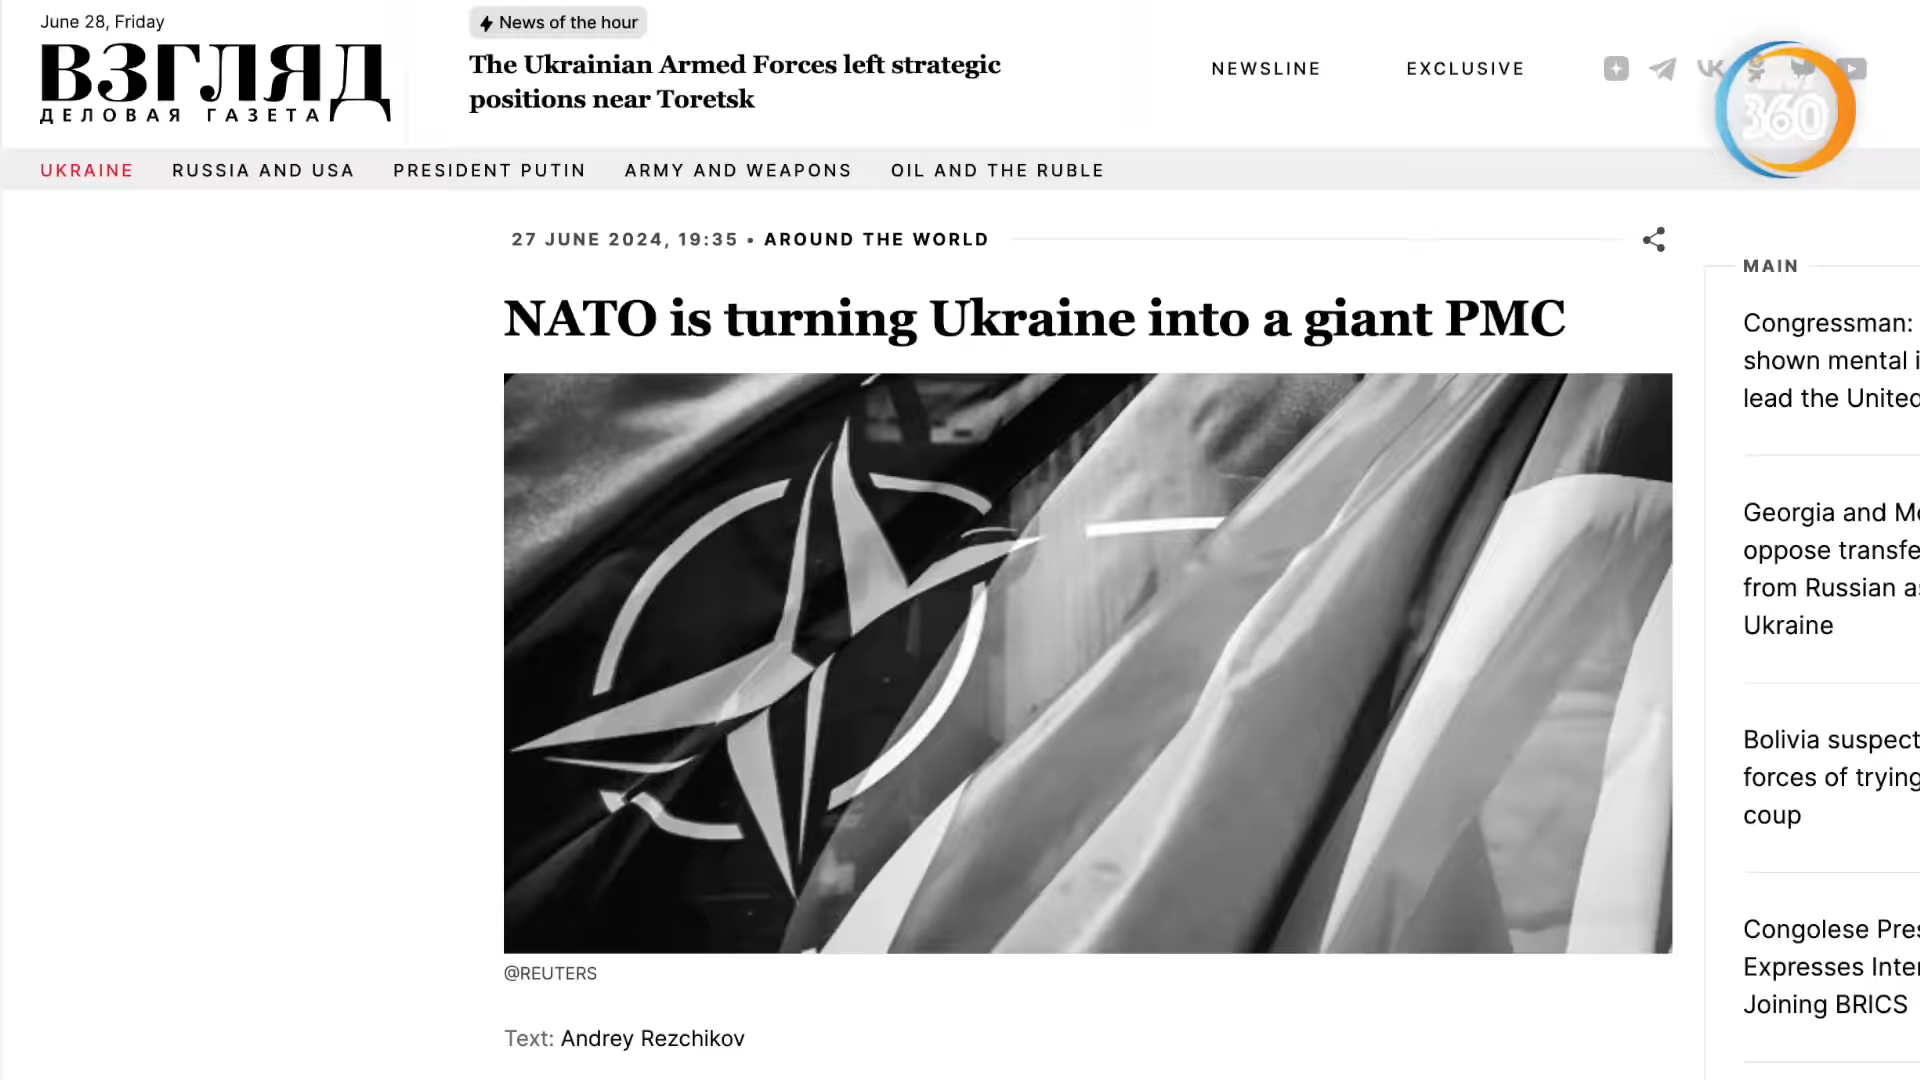 June 28, Friday
ВЗГЛЯД
ДЕЛОВАЯ ГАЗЕТА
News of the hour
The Ukrainian Armed Forces left strategic
positions near Toretsk
NEWSLINE
EXCLUSIVE
360
UKRAINE
RUSSIA AND USA
PRESIDENT PUTIN
ARMY AND WEAPONS
OIL AND THE RUBLE
27 JUNE 2024, 19:35 • AROUND THE WORLD
NATO is turning Ukraine into a giant PMC
@REUTERS
Text: Andrey Rezchikov
MAIN
Congressman:
shown mental i
lead the United
Georgia and Mo
oppose transfe
from Russian as
Ukraine
Bolivia suspect
forces of trying
coup
Congolese Pres
Expresses Inter
Joining BRICS